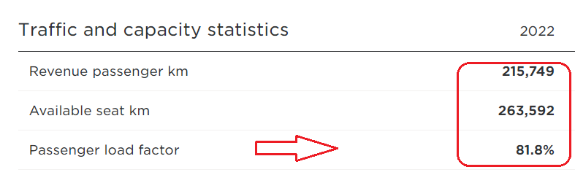 Traffic and capacity statistics 2022
Revenue passenger km 215,749
Available seat km 263,592
Passenger load factor 81.8%